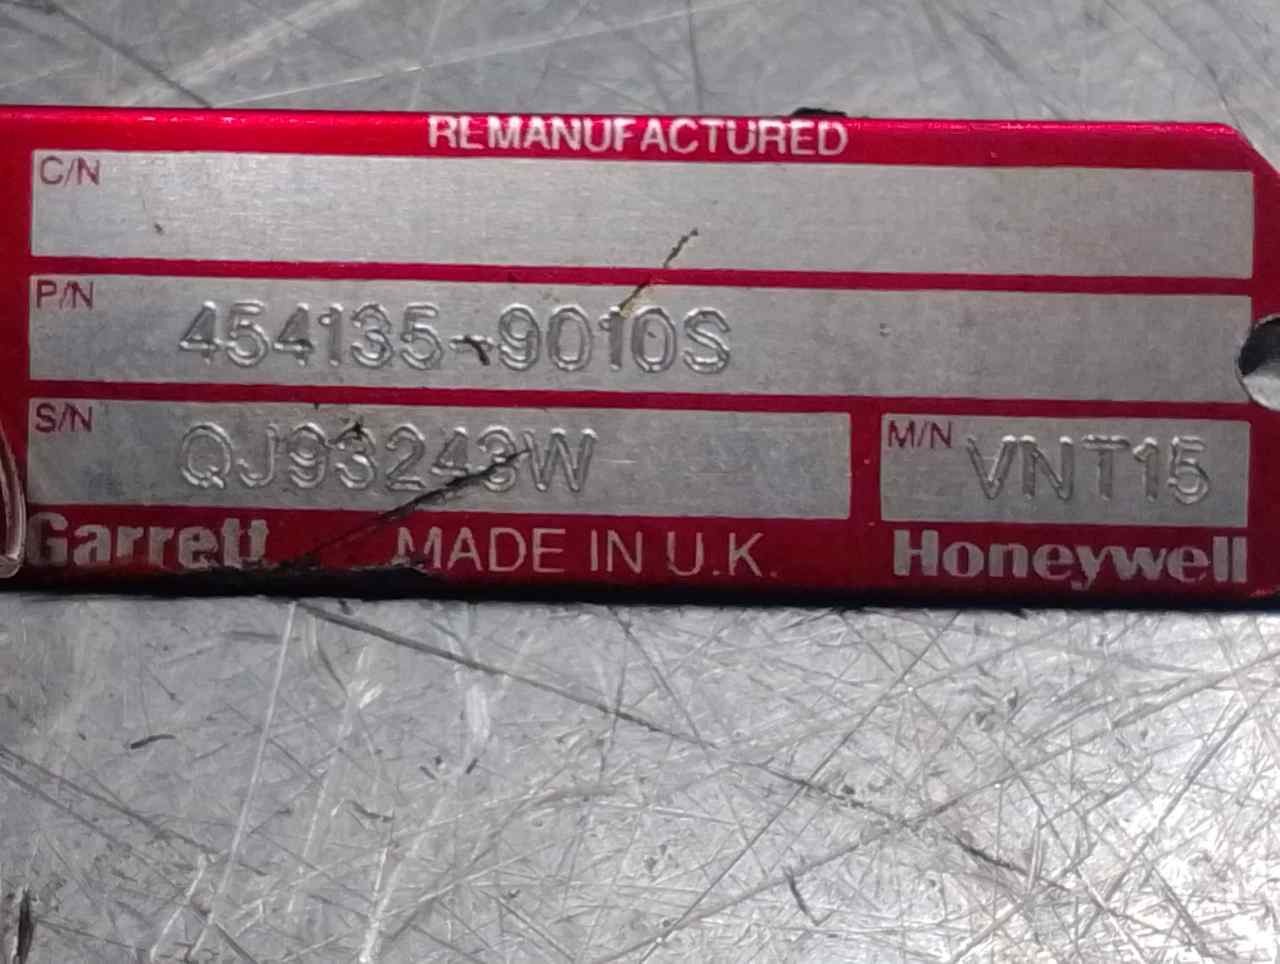 REMANUFACTURED
C/N
P/N 454135-9010S
S/N QJ93243W M/N VNT15
Garrett MADE IN U.K. Honeywell